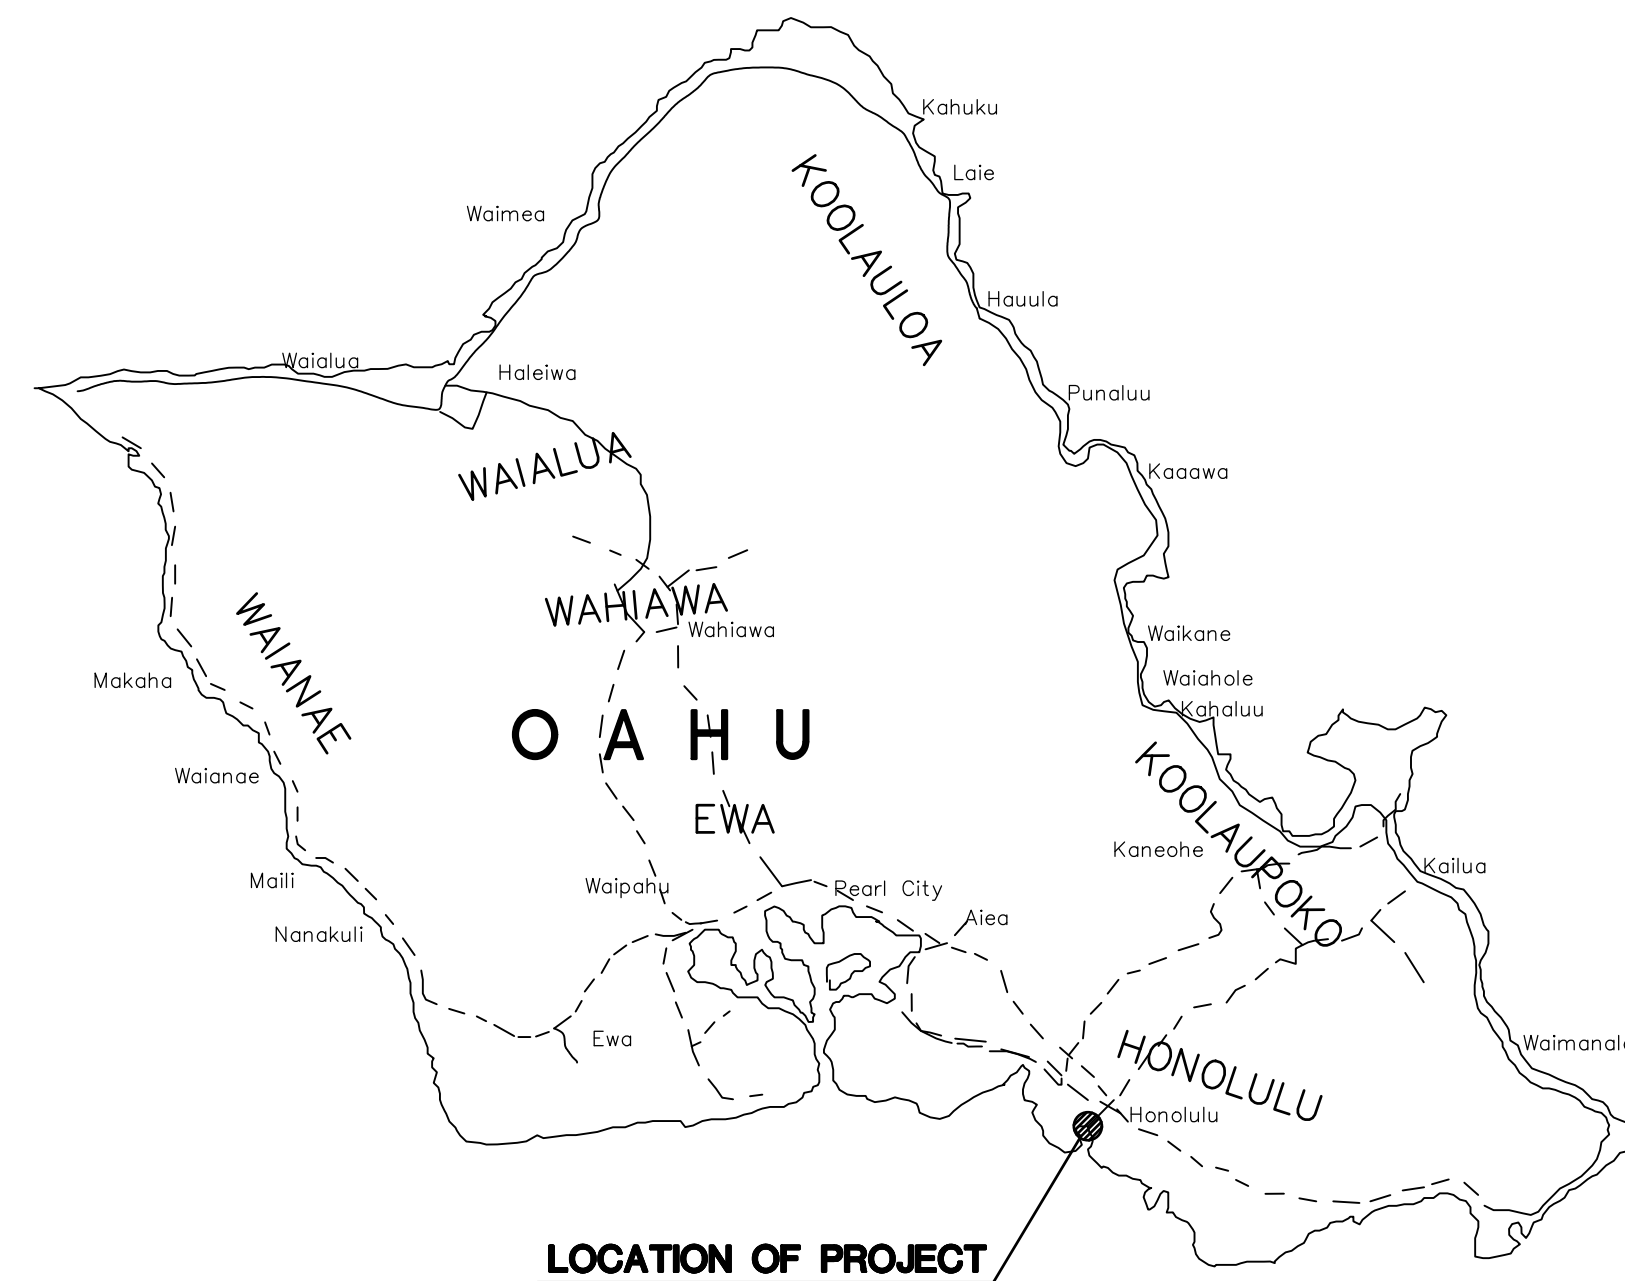 Kahuku
Laie
Waimea
KOOLAULOA
Hauula
Waialua
Haleiwa
Punaluu
WAIALUA
Kaaawa
WAHIAWA
Wahiawa
Waikane
WAIANAE
Makaha
Waiahole
Kahaluu
OAHU
Waianae
KOOLAUPOKO
EWA
Kaneohe
Kailua
Maili
Waipahu
Pearl City
Aiea
Nanakuli
Ewa
HONOLULU
Waimanalo
Honolulu
LOCATION OF PROJECT